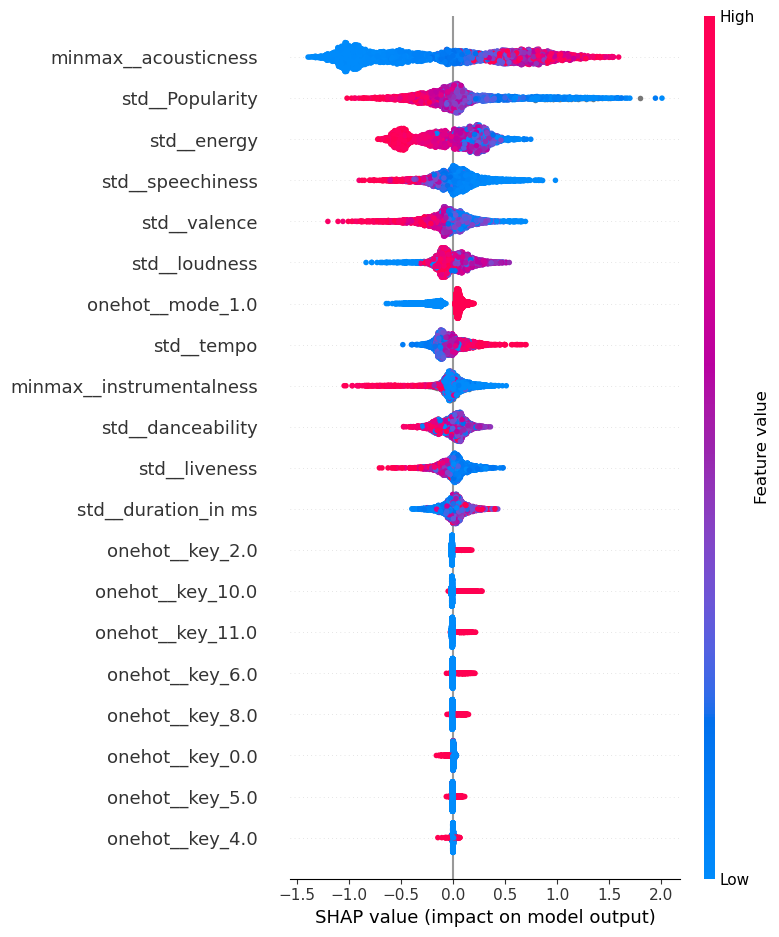 High
minmax__acousticness
std__Popularity
std__energy
std__speechiness
std__valence
std__loudness
onehot__mode_1.0
std__tempo
minmax__instrumentalness
std__danceability
std__liveness
std__duration_in ms
onehot__key_2.0
onehot__key_10.0
onehot__key_11.0
onehot__key_6.0
onehot__key_8.0
onehot__key_0.0
onehot__key_5.0
onehot__key_4.0
Feature value
Low
−1.5 −1.0 −0.5 0.0 0.5 1.0 1.5 2.0
SHAP value (impact on model output)